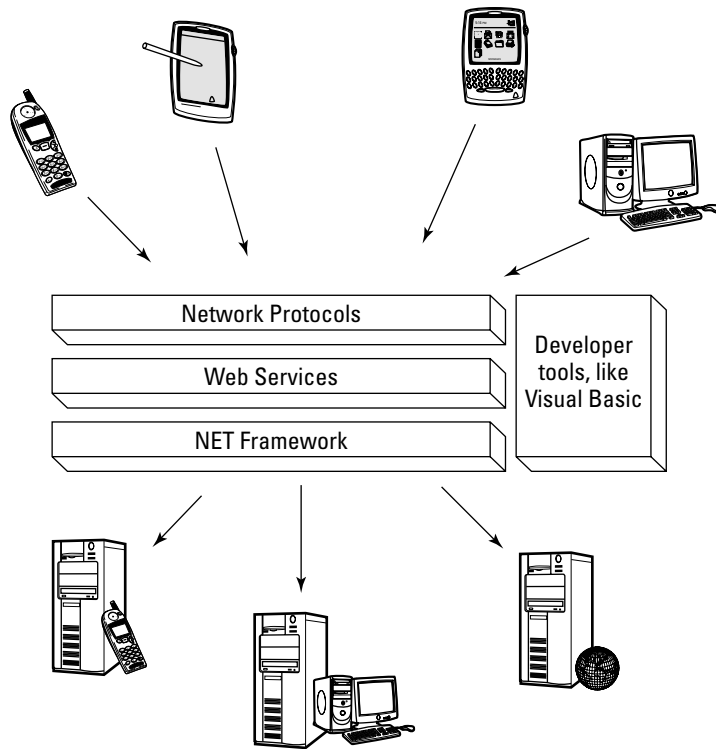 Network Protocols
Web Services
NET Framework
Developer
tools, like
Visual Basic